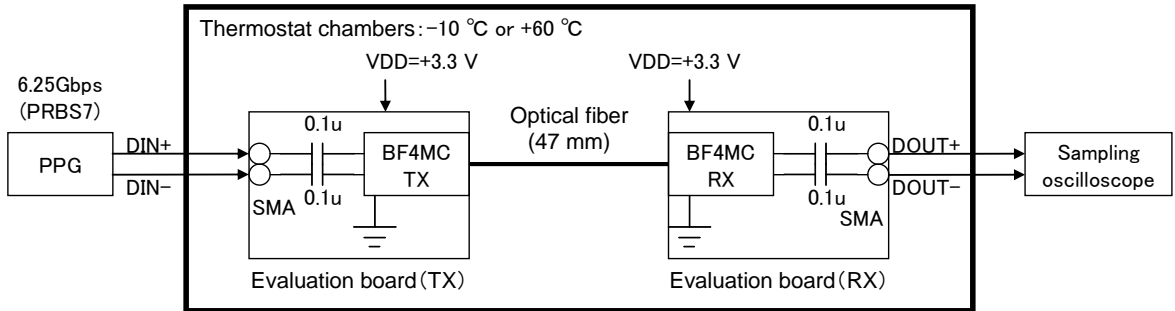 Thermostat chambers:-10 ℃ or +60 ℃
VDD=+3.3 V
VDD=+3.3 V
6.25Gbps
(PRBS7)
PPG
DIN+
DIN-
0.1u
0.1u
SMA
BF4MC
TX
Optical fiber
(47 mm)
BF4MC
RX
0.1u
0.1u
SMA
DOUT+
DOUT-
Sampling
oscilloscope
Evaluation board(TX)
Evaluation board(RX)